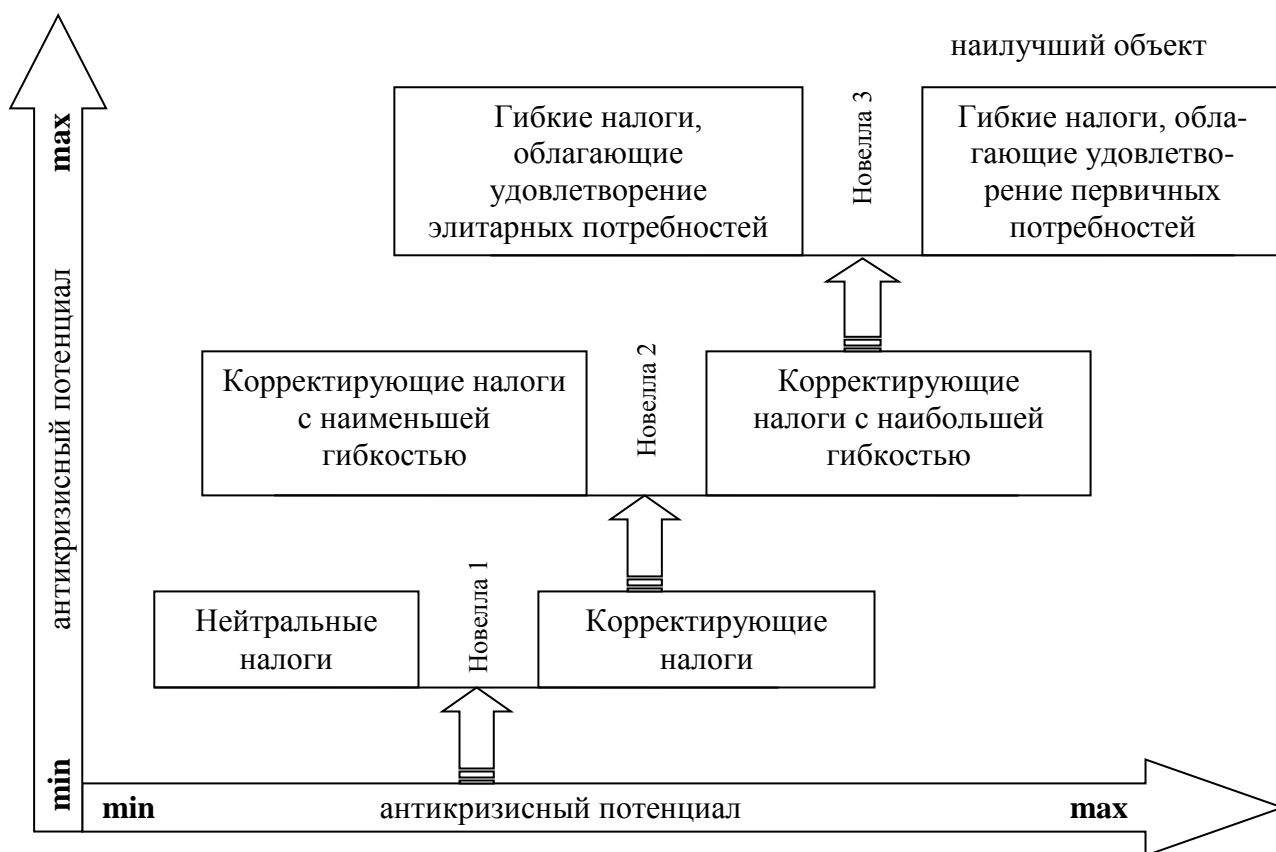 наилучший объект
max
Гибкие налоги,
облагающие
удовлетворение
элитарных потребностей
Новелла 3
Гибкие налоги, обла-
гающие удовлетво-
рение первичных
потребностей
антикризисный потенциал
Корректирующие налоги
с наименьшей
гибкостью
Новелла 2
Корректирующие
налоги с наибольшей
гибкостью
Нейтральные
налоги
Новелла 1
Корректирующие
налоги
min
min
антикризисный потенциал
max